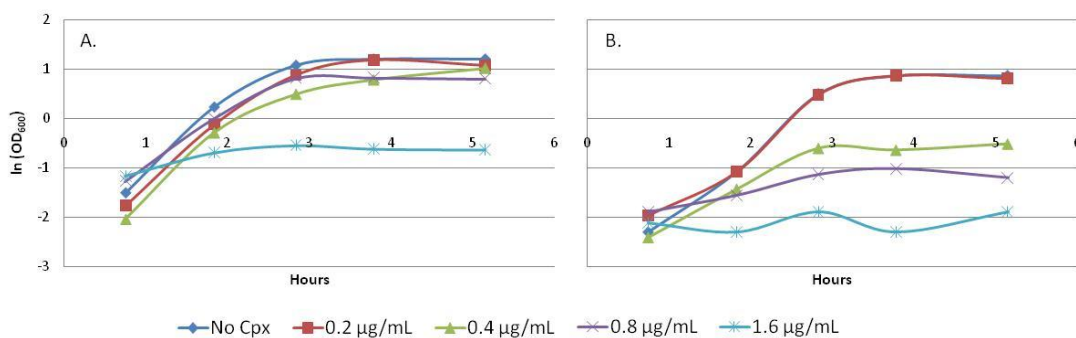 A.
B.
2
1
0
-1
-2
-3
0 1 2 3 4 5 6
0 1 2 3 4 5 6
ln (OD600)
Hours
Hours
No Cpx 0.2 µg/mL 0.4 µg/mL 0.8 µg/mL 1.6 µg/mL